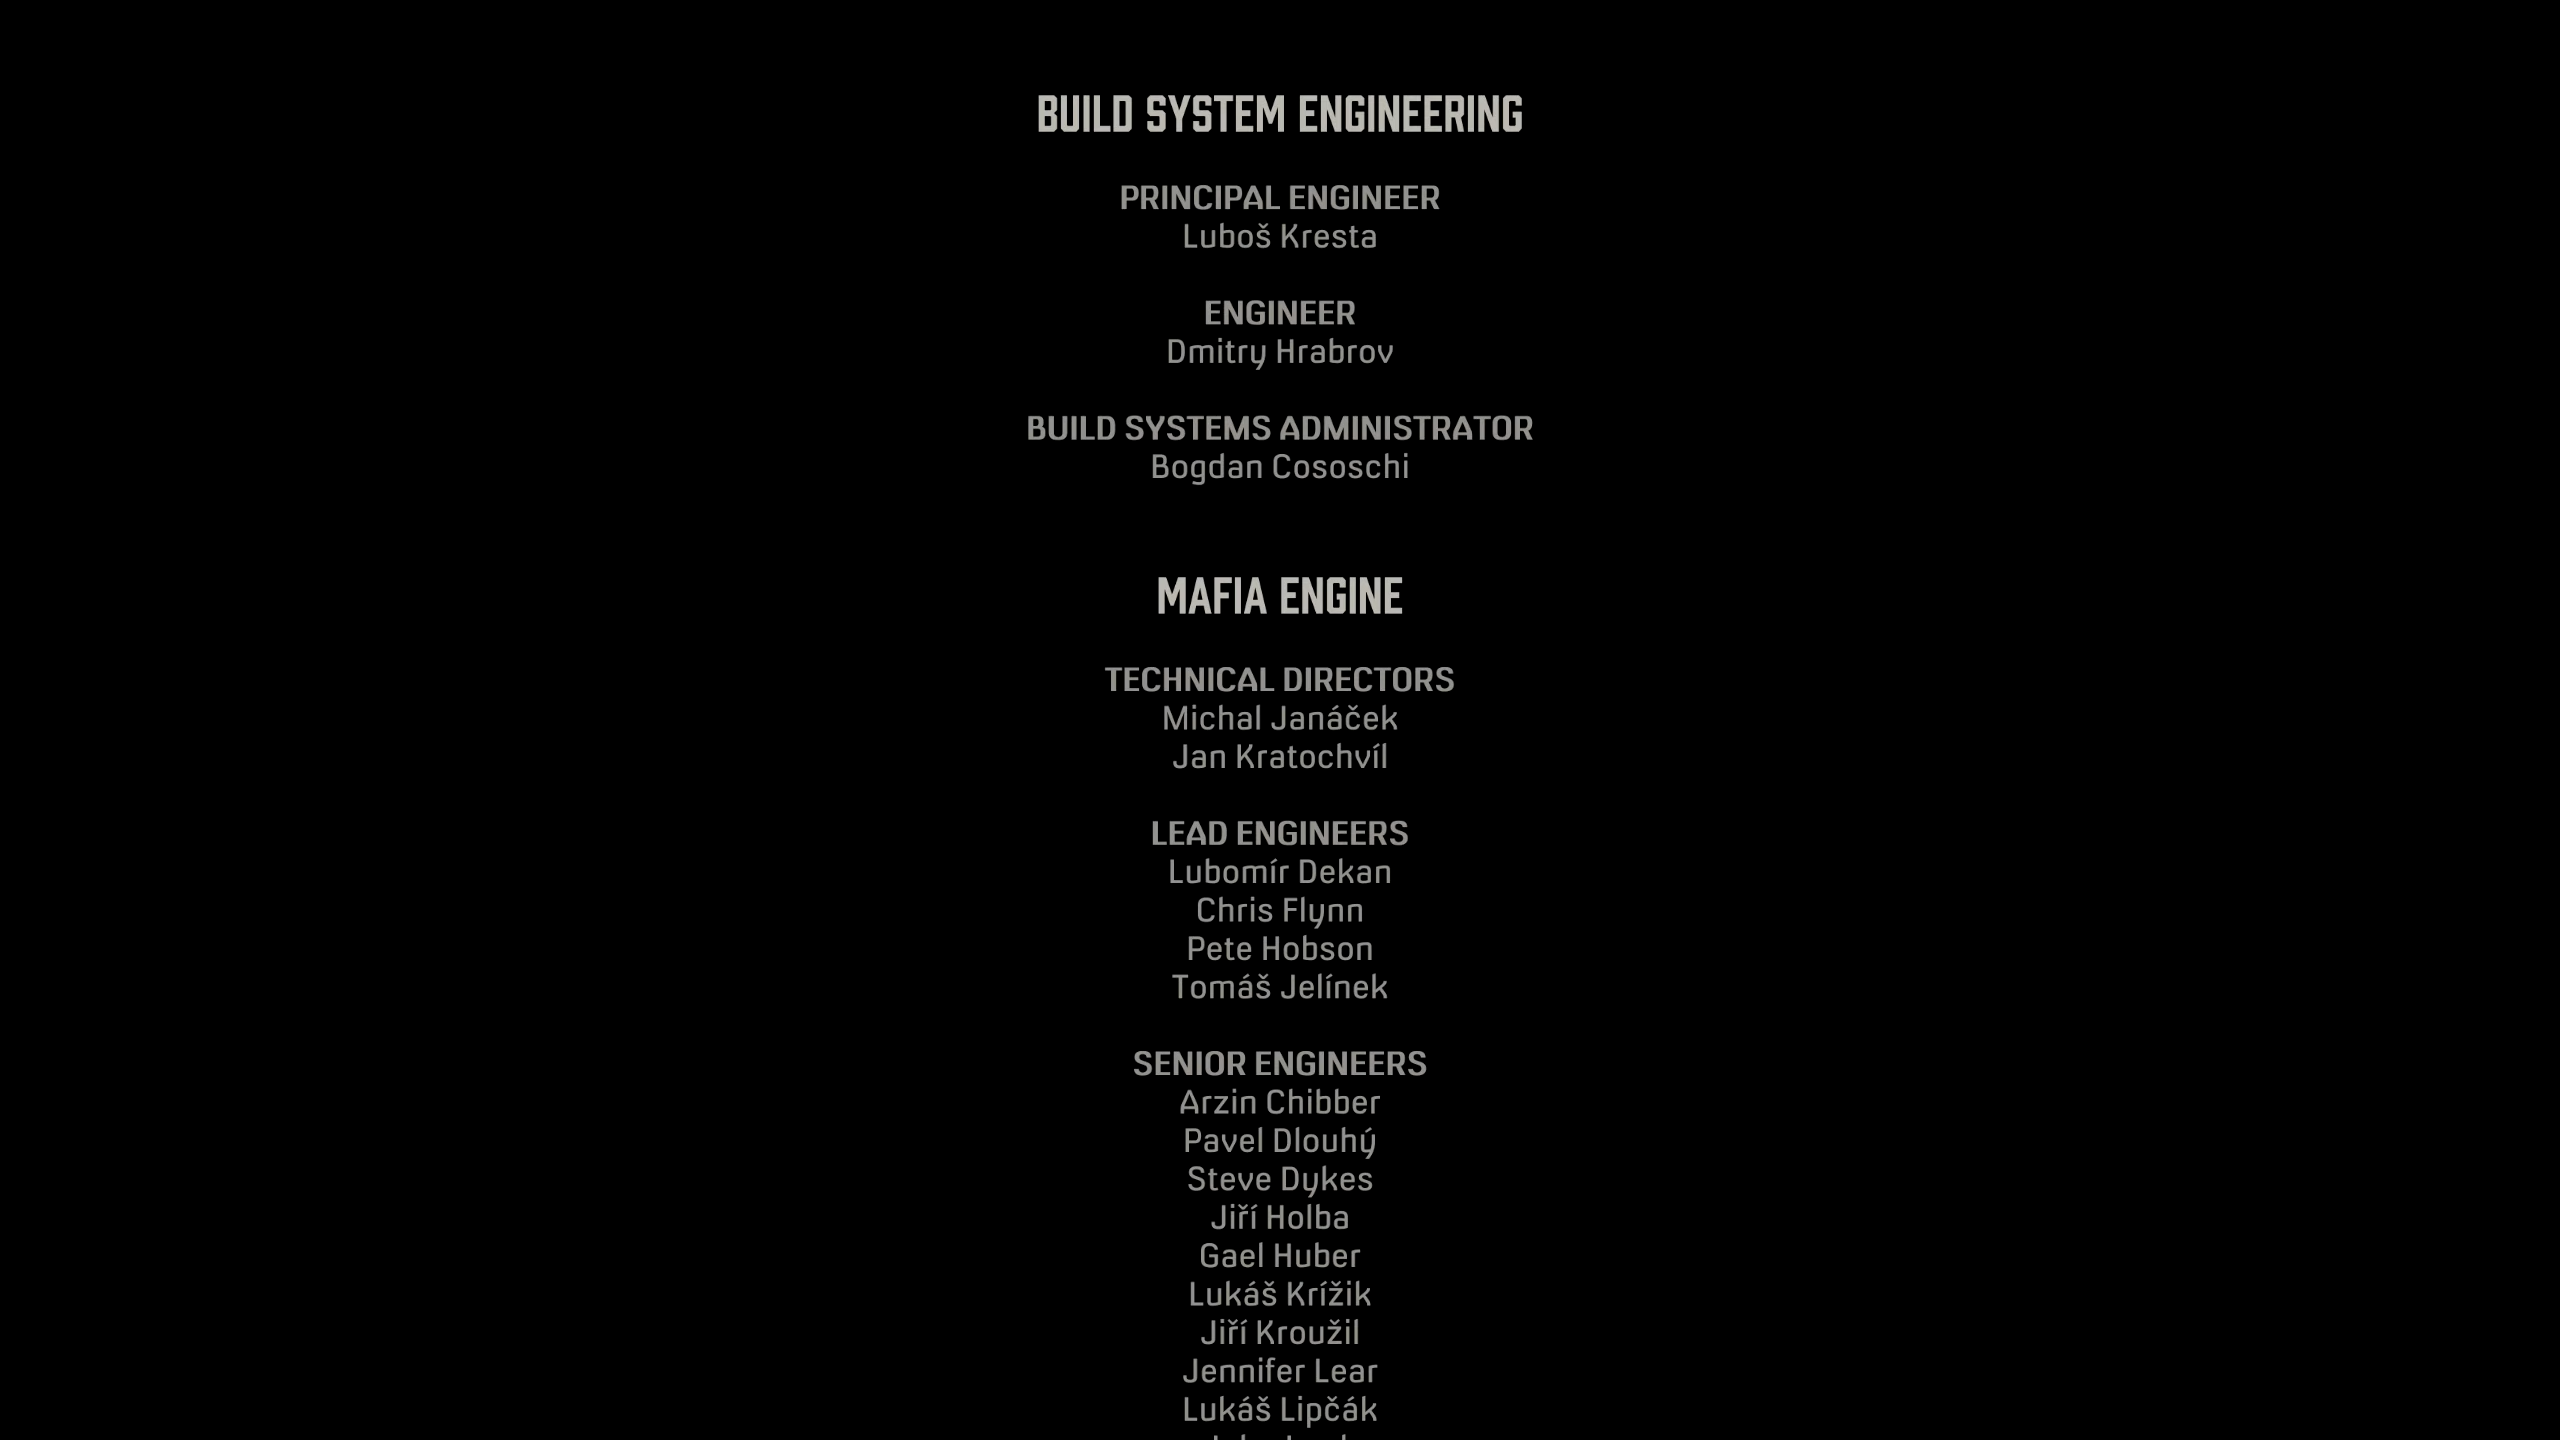 BUILD SYSTEM ENGINEERING
PRINCIPAL ENGINEER
Luboš Kresta
ENGINEER
Dmitry Hrabrov
BUILD SYSTEMS ADMINISTRATOR
Bogdan Cososchi
MAFIA ENGINE
TECHNICAL DIRECTORS
Michal Janáček
Jan Kratochvíl
LEAD ENGINEERS
Lubomír Dekan
Chris Flynn
Pete Hobson
Tomáš Jelínek
SENIOR ENGINEERS
Arzin Chibber
Pavel Dlouhý
Steve Dykes
Jiří Holba
Gael Huber
Lukáš Krížik
Jiří Kroužil
Jennifer Lear
Lukáš Lipčák